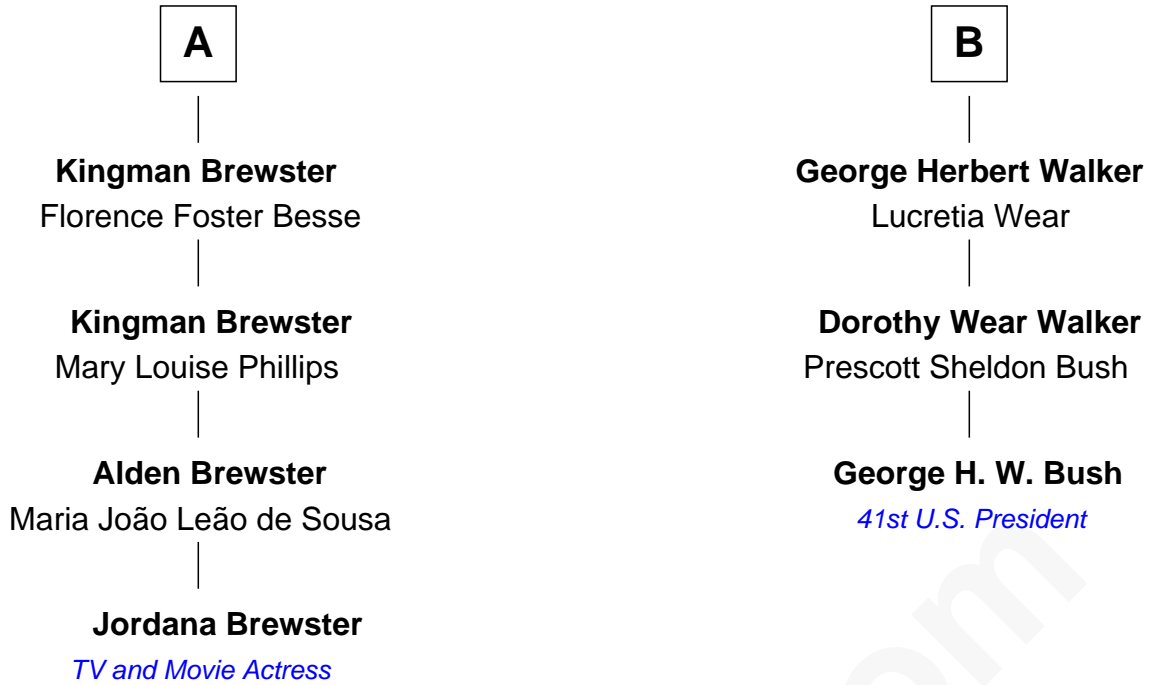 A
Kingman Brewster
Florence Foster Besse
Kingman Brewster
Mary Louise Phillips
Alden Brewster
Maria João Leão de Sousa
Jordana Brewster
TV and Movie Actress
B
George Herbert Walker
Lucretia Wear
Dorothy Wear Walker
Prescott Sheldon Bush
George H. W. Bush
41st U.S. President
om